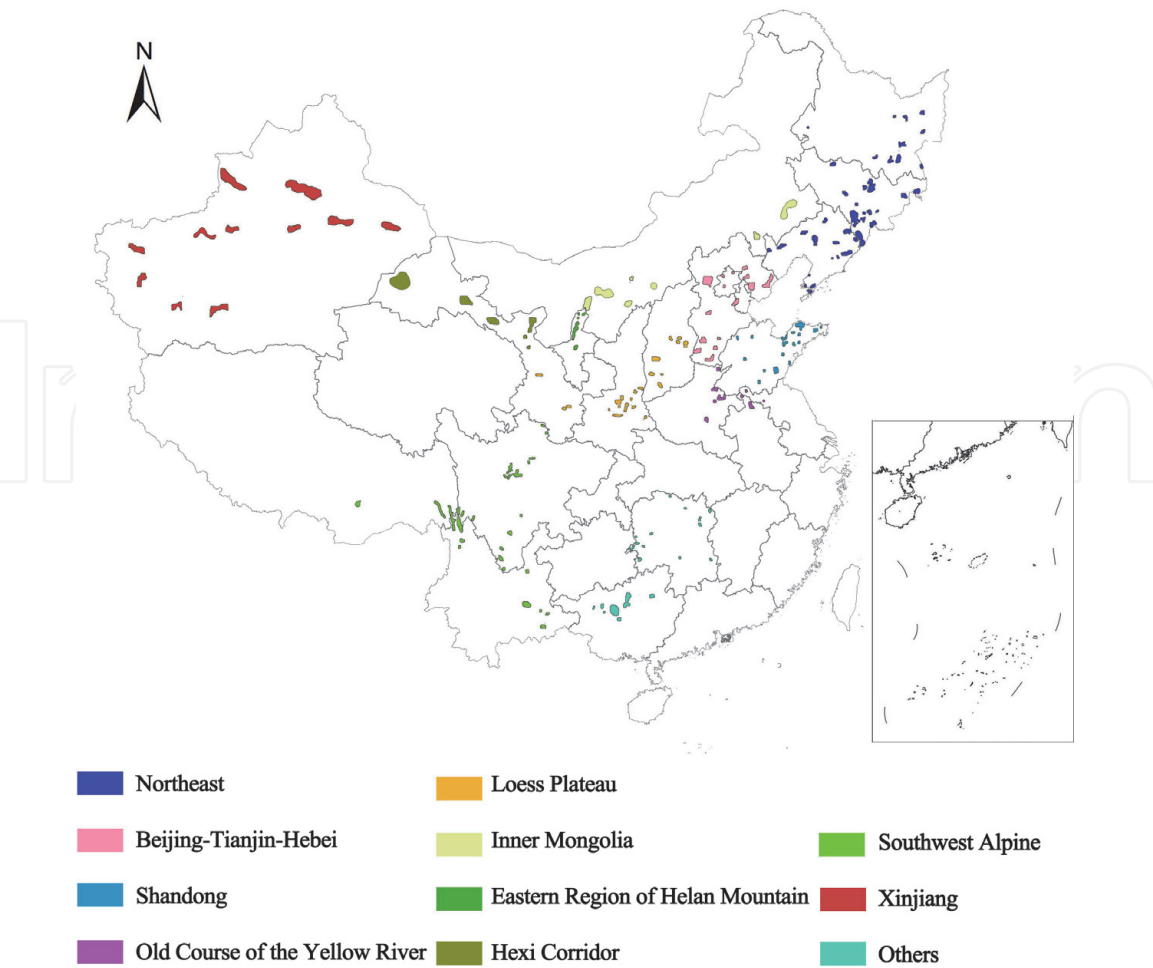 N
Northeast
Beijing-Tianjin-Hebei
Shandong
Old Course of the Yellow River
Loess Plateau
Inner Mongolia
Eastern Region of Helan Mountain
Hexi Corridor
Southwest Alpine
Xinjiang
Others